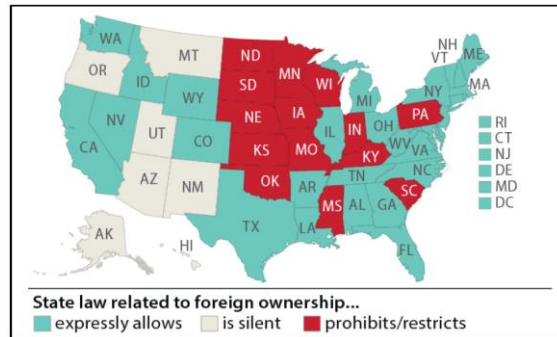 NH
WA
VT
ME
MT
ND
OR
MN
ID
SD
WI
NY
MA
WY
MI
RI
NE
IA
PA
CT
NV
OH
NJ
UT
IL
IN
CA
CO
WV
VA
DE
KS
MO
KY
MD
NC
DC
TN
AZ
NM
OK
AR
SC
MS
AL
GA
TX
LA
AK
HI
FL
State law related to foreign ownership...
expressly allows
is silent
prohibits/restricts